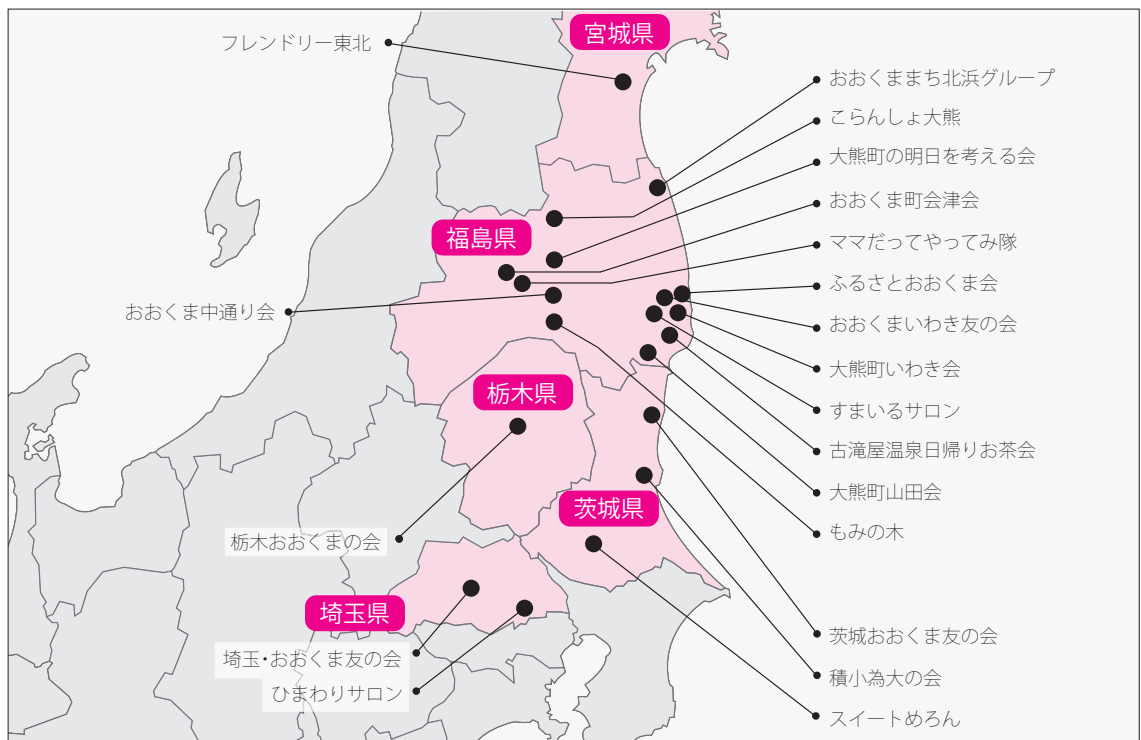 宮城県
フレンドリー東北
おおくままち北浜グループ
こらんしょ大熊
大熊町の明日を考える会
おおくま町会津会
福島県
ママだってやってみ隊
ふるさとおおくま会
おおくま中通り会
おおくまいわき友の会
大熊町いわき会
栃木県
すまいるサロン
古滝屋温泉日帰りお茶会
大熊町山田会
茨城県
もみの木
栃木おおくまの会
埼玉県
茨城おおくま友の会
埼玉・おおくま友の会
積小為大の会
ひまわりサロン
スイートめろん